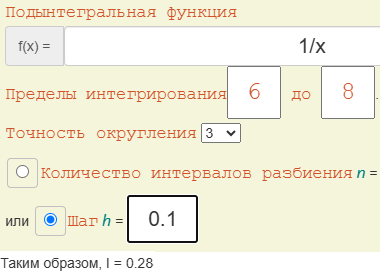 Подынтегральная функция
f(x) = 1/x
Пределы интегрирования 6 до 8.
Точность округления 3
Количество интервалов разбиения n =
или Шаг h = 0.1
Таким образом, I = 0.28